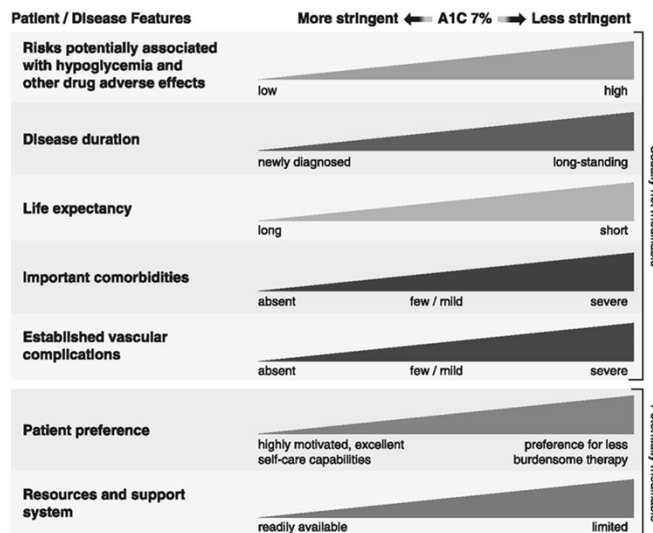 Patient / Disease Features
More stringent A1C 7% Less stringent
Risks potentially associated
with hypoglycemia and
other drug adverse effects
low high
Disease duration
newly diagnosed long-standing
Life expectancy
long short
Important comorbidities
absent few / mild severe
Established vascular
complications
absent few / mild severe
Patient preference
highly motivated, excellent preference for less
self-care capabilities burdensome therapy
Resources and support
system
readily available limited